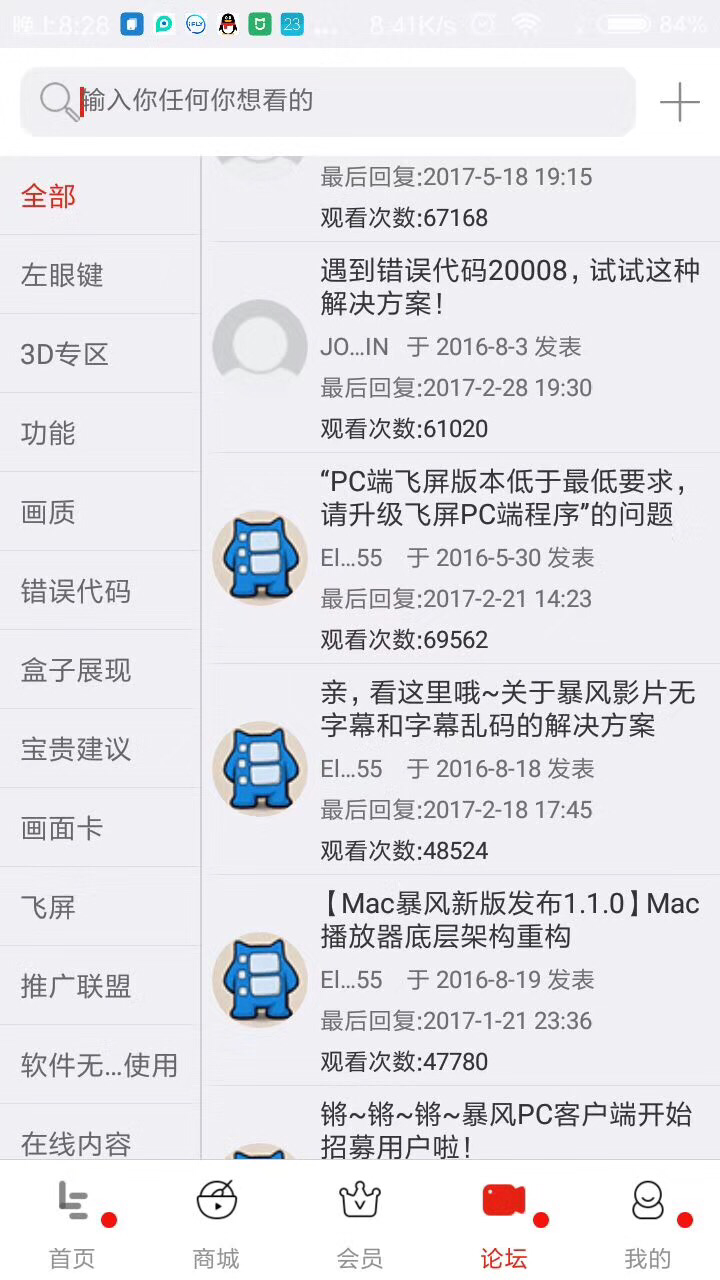 晚上8:28
iFLY
23
...
8.41K/s
84%
输入你任何你想看的
全部
左眼键
3D专区
功能
画质
错误代码
盒子展现
宝贵建议
画面卡
飞屏
推广联盟
软件无...使用
在线内容
最后回复:2017-5-18 19:15
观看次数:67168
遇到错误代码20008，试试这种
解决方案！
JO...IN 于 2016-8-3 发表
最后回复:2017-2-28 19:30
观看次数:61020
“PC端飞屏版本低于最低要求，
请升级飞屏PC端程序”的问题
El...55 于 2016-5-30 发表
最后回复:2017-2-21 14:23
观看次数:69562
亲，看这里哦~关于暴风影片无
字幕和字幕乱码的解决方案
El...55 于 2016-8-18 发表
最后回复:2017-2-18 17:45
观看次数:48524
【Mac暴风新版发布1.1.0】Mac
播放器底层架构重构
El...55 于 2016-8-19 发表
最后回复:2017-1-21 23:36
观看次数:47780
锵~锵~锵~暴风PC客户端开始
招募用户啦！
首页
商城
会员
论坛
我的